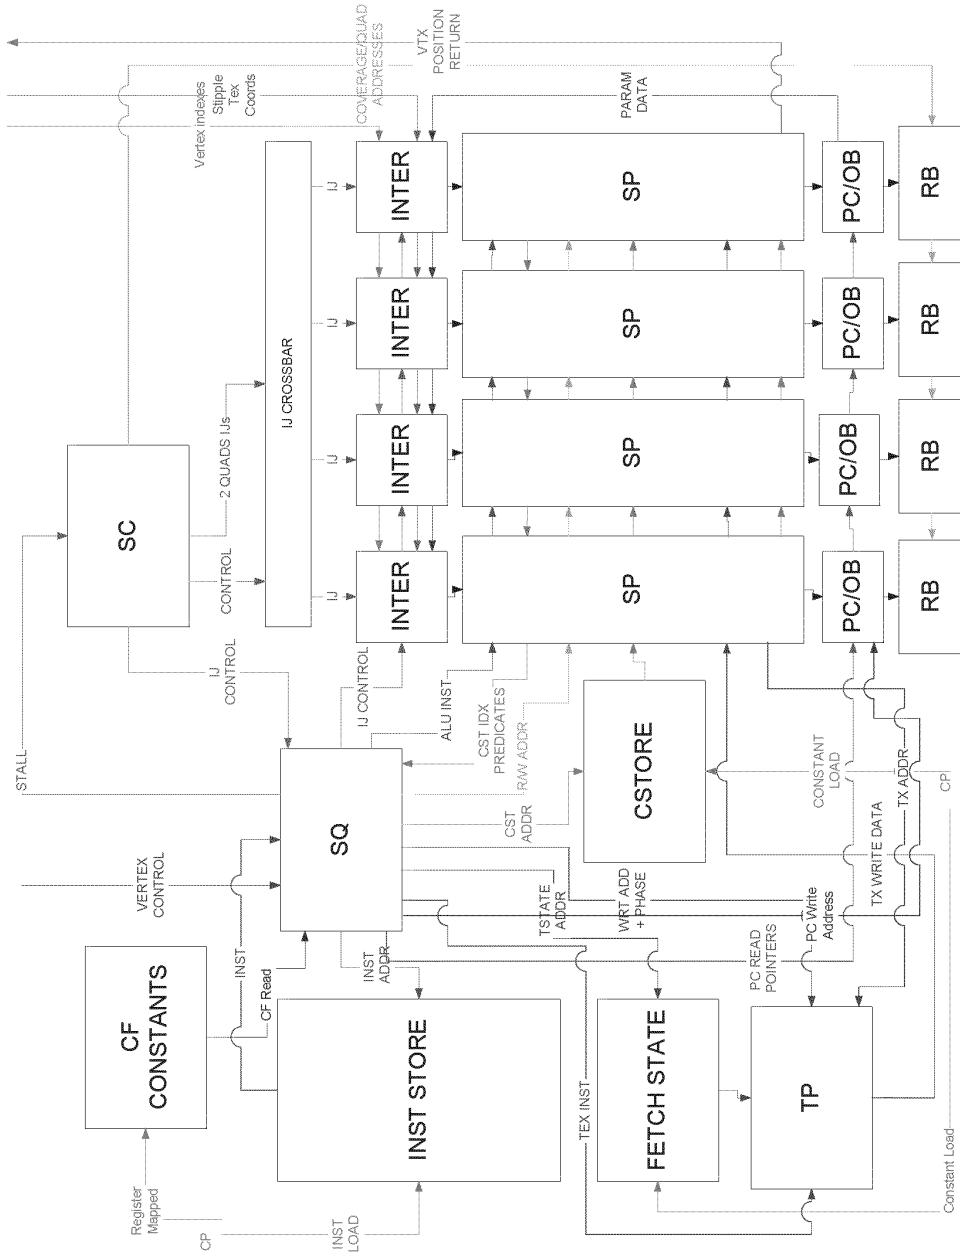 COVERAGE/QUAD
ADDRESSES
VTX
POSITION
RETURN
Vertex indexes
Stipple
Tex
Coords
PARAM
DATA
IJ
INTER
SP
PC/OB
RB
IJ
INTER
SP
PC/OB
RB
IJ CROSSBAR
2 QUADS IJs
IJ
INTER
SP
PC/OB
RB
SC
CONTROL
IJ
INTER
SP
PC/OB
RB
STALL
IJ
CONTROL
IJ CONTROL
ALU INST
CST IDX
PREDICATES
R/W ADDR
CSTORE
CONSTANT
LOAD
TX ADDR
CP
SQ
CST
ADDR
VERTEX
CONTROL
TSTATE
ADDR
WRT ADD
+ PHASE
TX WRITE DATA
PC Write
Address
INST
CF Read
INST
ADDR
PC READ
POINTERS
CF
CONSTANTS
INST STORE
TEX INST
FETCH STATE
TP
Register
Mapped
CP
INST
LOAD
Constant Load